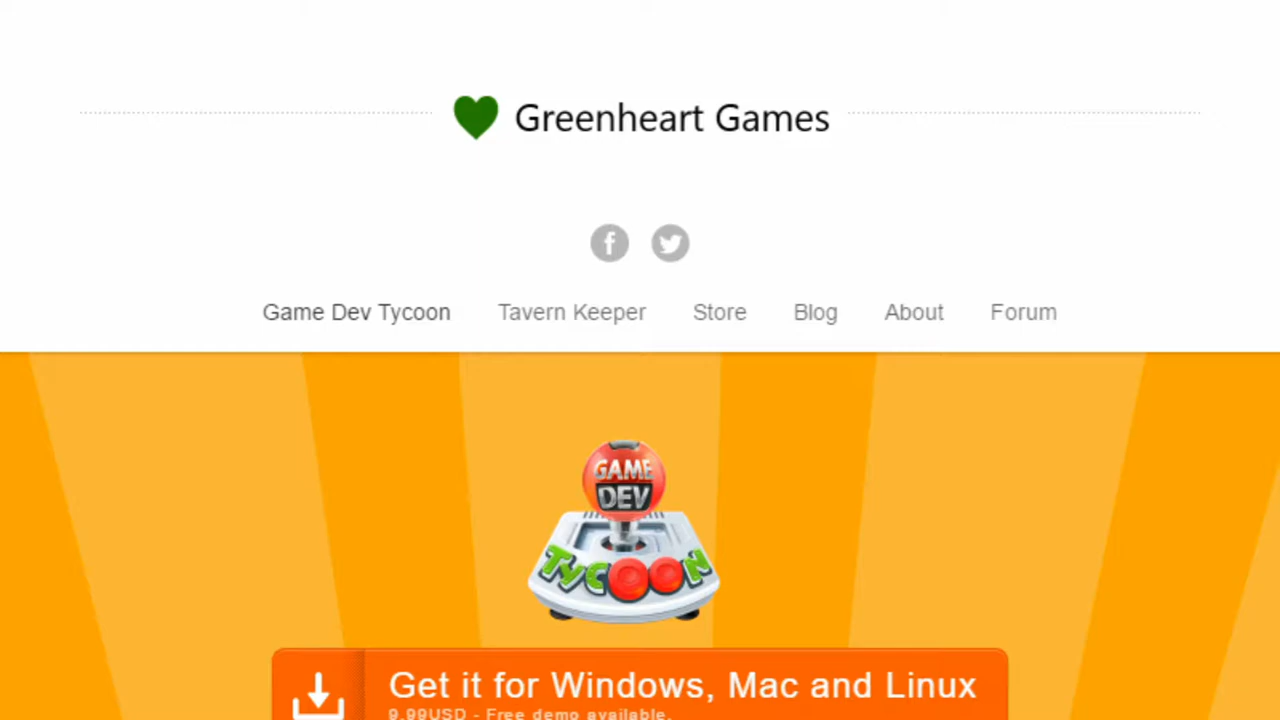 Greenheart Games
Game Dev Tycoon Tavern Keeper Store Blog About Forum
GAME
DEV
TYCOON
Get it for Windows, Mac and Linux
9.99USD - Free demo available.